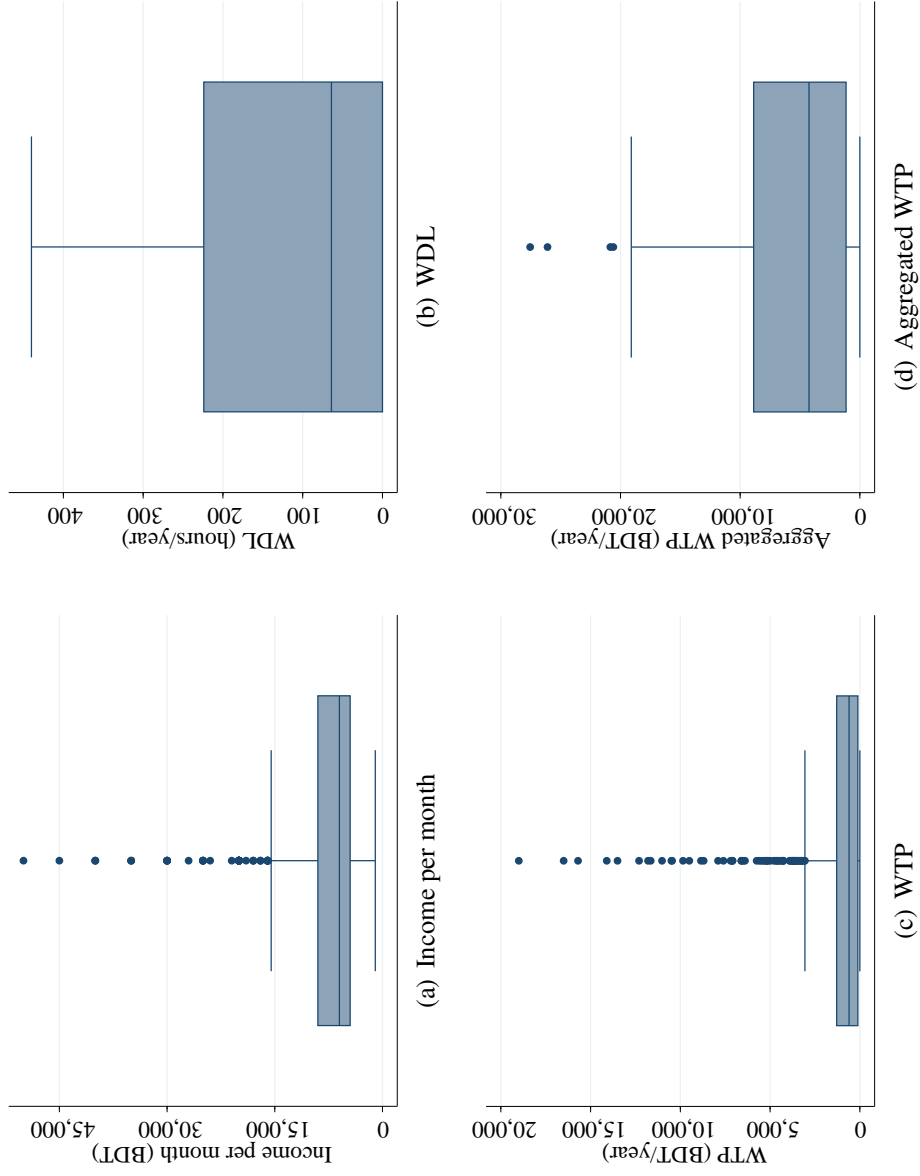 Income per month (BDT)
45,000
30,000
15,000
0
(a) Income per month
WDL (hours/year)
400
300
200
100
0
(b) WDL
WTP (BDT/year)
20,000
15,000
10,000
5,000
0
(c) WTP
Aggregated WTP (BDT/year)
30,000
20,000
10,000
0
(d) Aggregated WTP